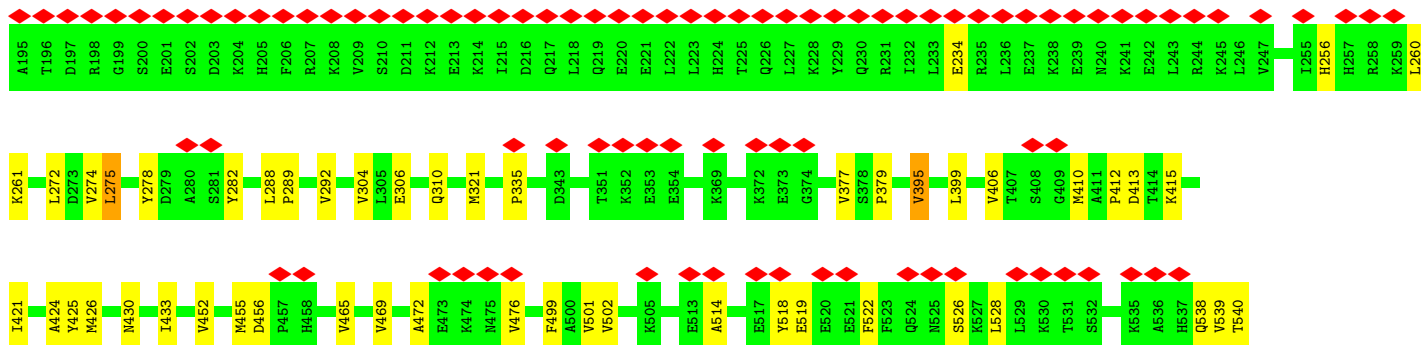 A195 T196 D197 R198 G199 S200 E201 S202 D203 K204 H205 F206 R207 K208 V209 S210 D211 K212 E213 K214 I215 D216 Q217 L218 Q219 E220 E221 L222 L223 H224 T225 Q226 L227 K228 Y229 Q230 R231 I232 L233 E234 R235 L236 E237 K238 E239 N240 K241 E242 L243 R244 K245 L246 V247 I255 H256 H257 R258 K259 L260
K261 L272 D273 V274 L275 Y278 D279 A280 S281 Y282 L288 P289 V292 V304 L305 E306 Q310 M321 P335 D343 T351 K352 E353 E354 K369 K372 E373 G374 V377 S378 P379 V395 L399 V406 T407 S408 G409 M410 A411 P412 D413 T414 K415
I421 A424 Y425 M426 N430 I433 V452 M455 D456 P457 H458 V465 V469 A472 E473 K474 N475 V476 F499 A500 V501 V502 K505 E513 A514 E517 Y518 E519 E520 E521 F522 F523 Q524 N525 S526 K527 L528 L529 K530 T531 S532 K535 A536 H537 Q538 V539 T540